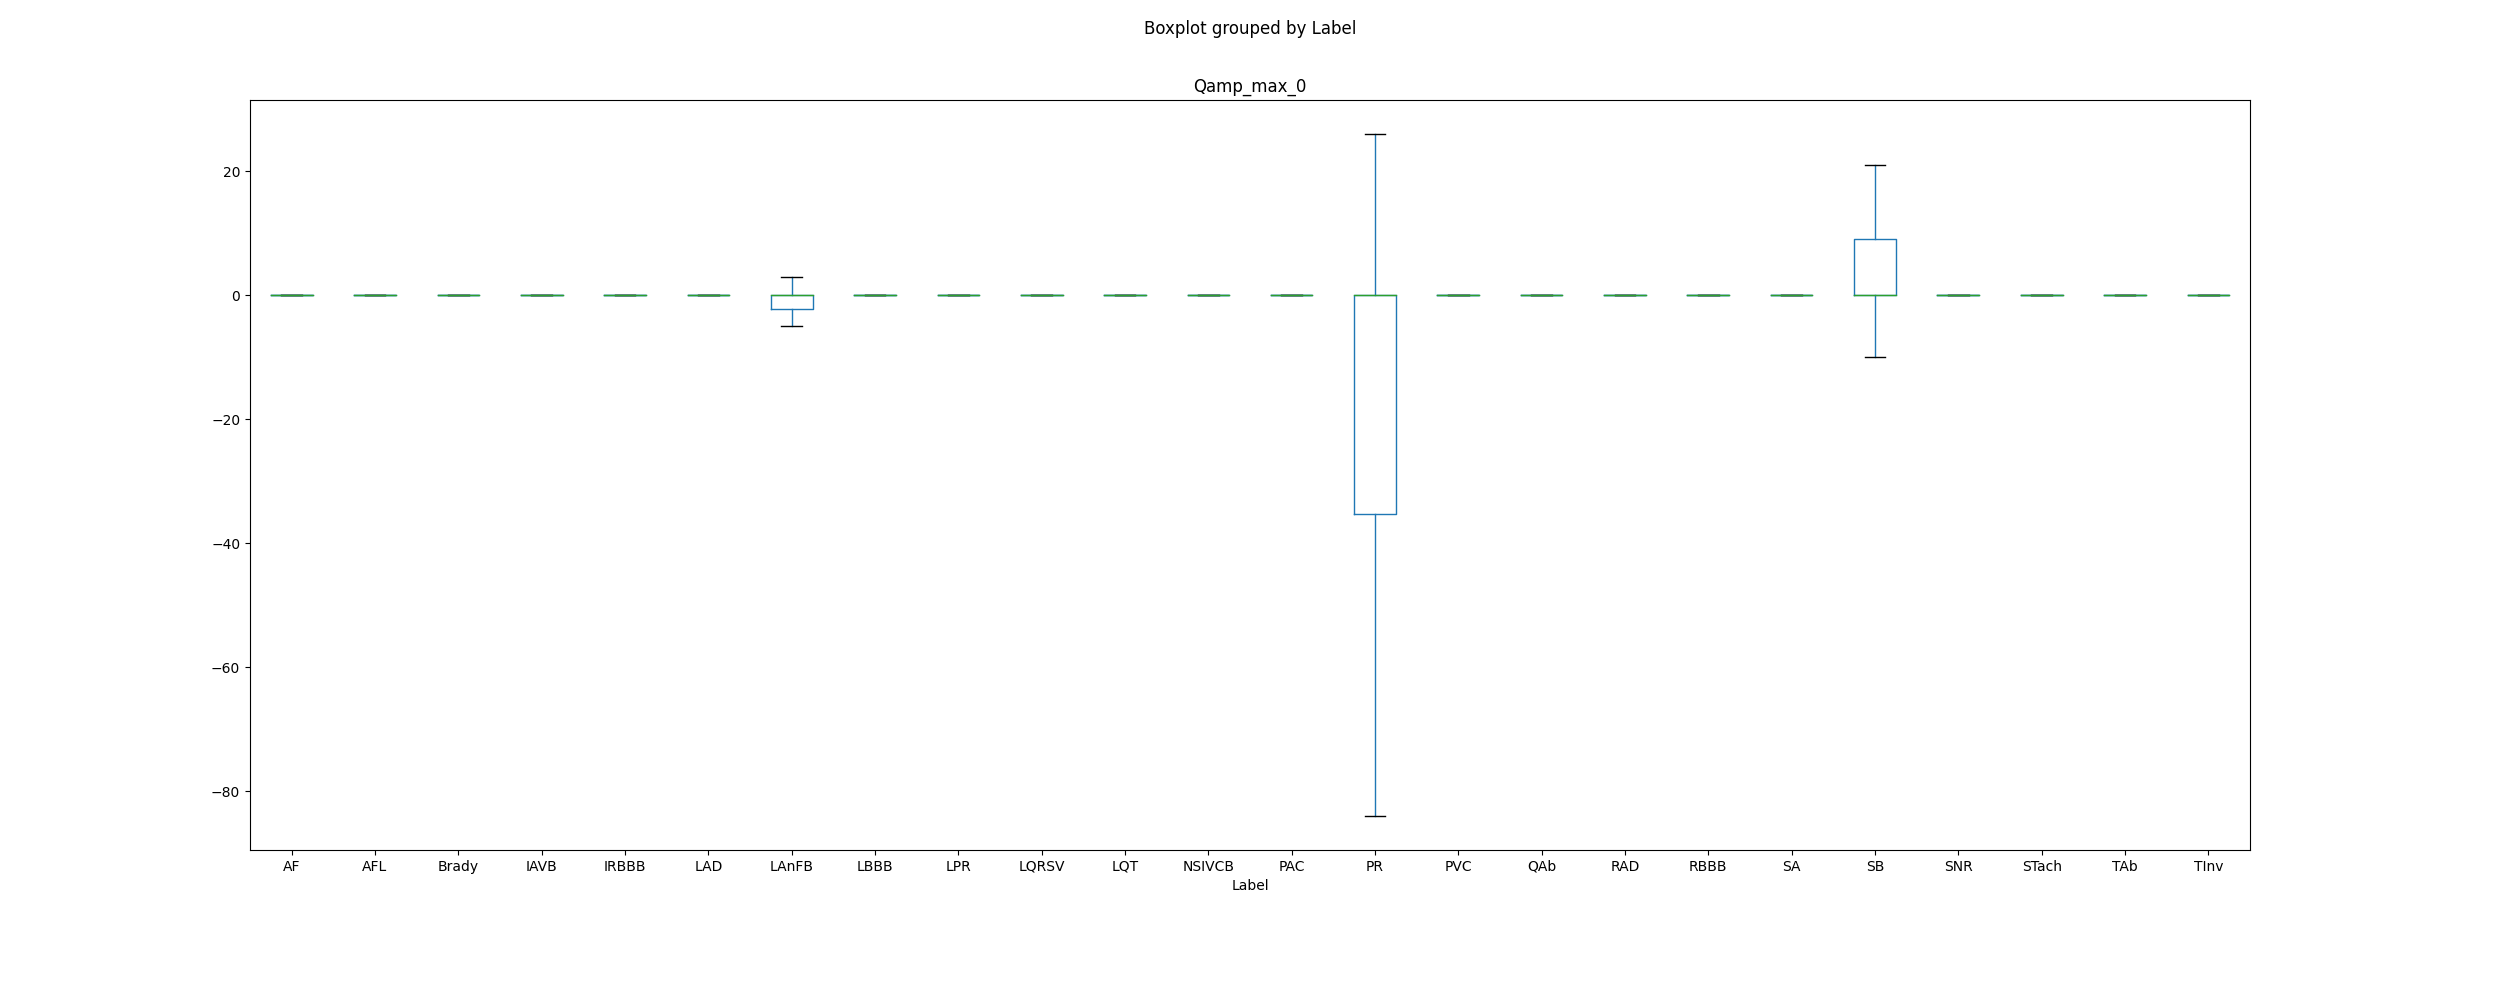 Boxplot grouped by Label
Qamp_max_0
20
0
−20
−40
−60
−80
AF AFL Brady IAVB IRBBB LAD LAnFB LBBB LPR LQRSV LQT NSIVCB PAC PR PVC QAb RAD RBBB SA SB SNR STach TAb TInv
Label